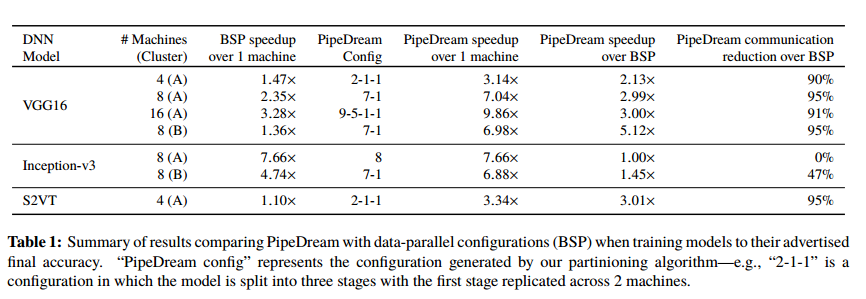 DNN Model | # Machines (Cluster) | BSP speedup over 1 machine | PipeDream Config | PipeDream speedup over 1 machine | PipeDream speedup over BSP | PipeDream communication reduction over BSP
VGG16 | 4 (A) | 1.47× | 2-1-1 | 3.14× | 2.13× | 90%
8 (A) | 2.35× | 7-1 | 7.04× | 2.99× | 95%
16 (A) | 3.28× | 9-5-1-1 | 9.86× | 3.00× | 91%
8 (B) | 1.36× | 7-1 | 6.98× | 5.12× | 95%
Inception-v3 | 8 (A) | 7.66× | 8 | 7.66× | 1.00× | 0%
8 (B) | 4.74× | 7-1 | 6.88× | 1.45× | 47%
S2VT | 4 (A) | 1.10× | 2-1-1 | 3.34× | 3.01× | 95%
Table 1: Summary of results comparing PipeDream with data-parallel configurations (BSP) when training models to their advertised
final accuracy. “PipeDream config” represents the configuration generated by our partinioning algorithm—e.g., “2-1-1” is a
configuration in which the model is split into three stages with the first stage replicated across 2 machines.